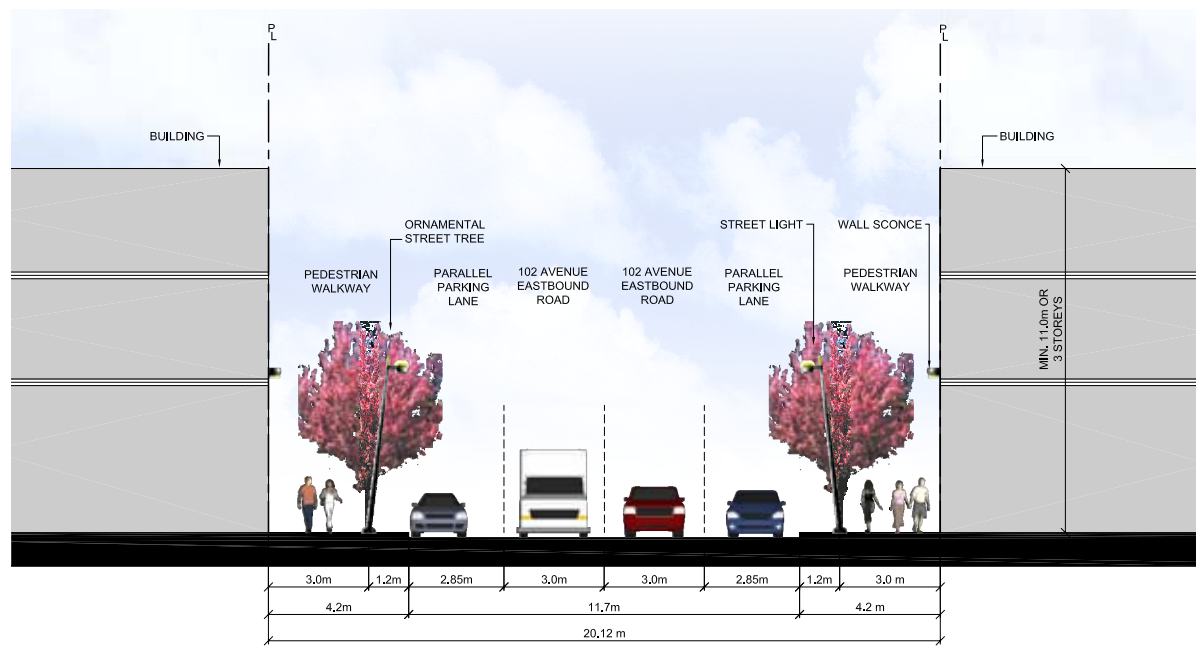 P
L
P
L
BUILDING
BUILDING
ORNAMENTAL
STREET TREE
STREET LIGHT
WALL SCONCE
PEDESTRIAN
WALKWAY
PARALLEL
PARKING
LANE
102 AVENUE
EASTBOUND
ROAD
102 AVENUE
EASTBOUND
ROAD
PARALLEL
PARKING
LANE
PEDESTRIAN
WALKWAY
MIN. 11.0m OR
3 STOREYS
3.0m
1.2m
2.85m
3.0m
3.0m
2.85m
1.2m
3.0 m
4.2m
11.7m
4.2 m
20.12 m